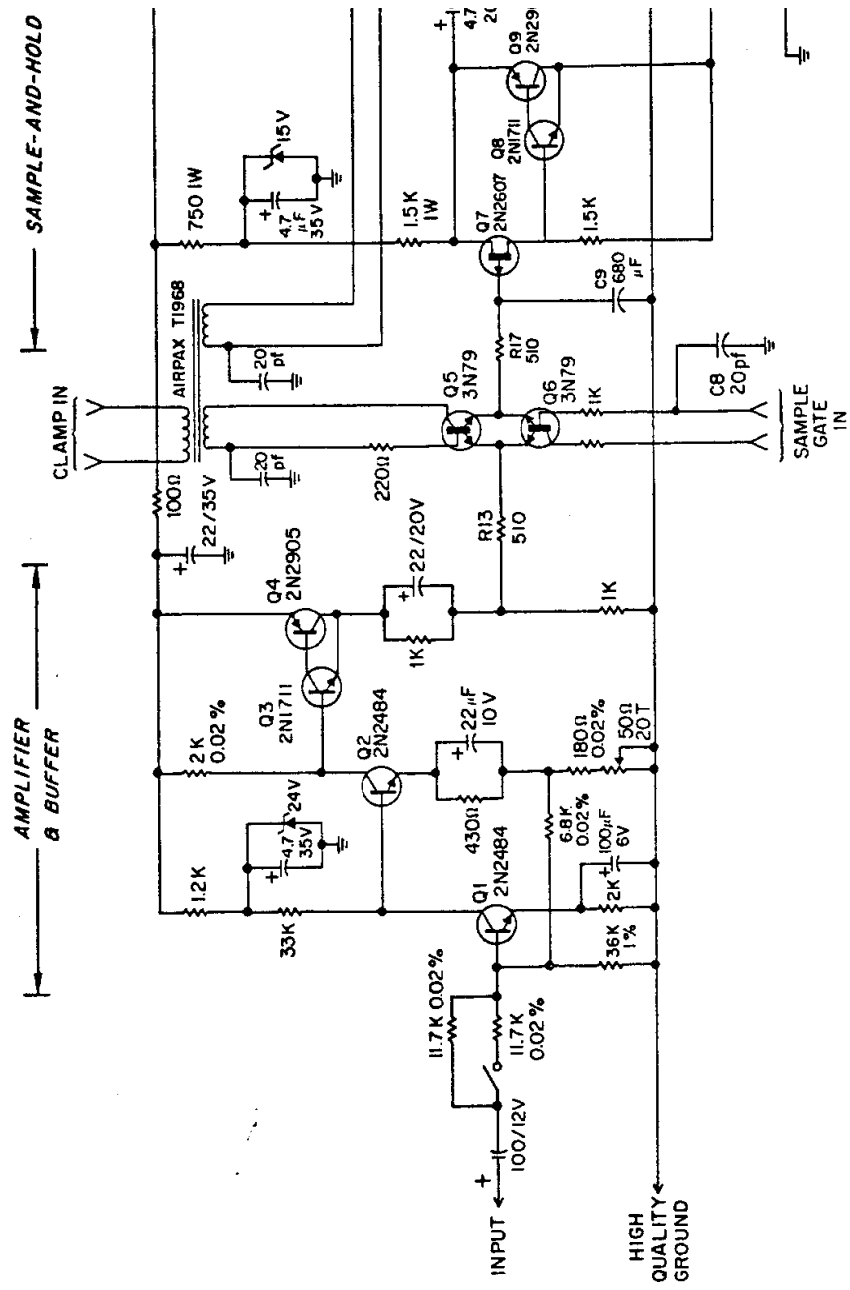 AMPLIFIER
& BUFFER
SAMPLE-AND-HOLD
CLAMP IN
AIRPAX T1968
100Ω
22/35V
+
750 1W
15V
+
4.7
μF
35V
20
pf
20
pf
1.5K
1W
+
4.7
Q9
Q8
2N1711
Q7
2N2607
1.5K
C9
680
μF
R17
510
Q5
3N79
Q6
3N79
1K
C8
20pf
SAMPLE
GATE
IN
220Ω
R13
510
Q4
2N2905
Q3
2N1711
+
22/20V
1K
1K
2K
0.02%
Q2
2N2484
24V
+
4.7
35V
1.2K
33K
+
22μF
10V
430Ω
180Ω
0.02%
50Ω
20T
6.8K
0.02%
100μF
+
6V
2K
36K
1%
Q1
2N2484
11.7K 0.02%
11.7K
0.02%
+
100/12V
INPUT
HIGH
QUALITY
GROUND